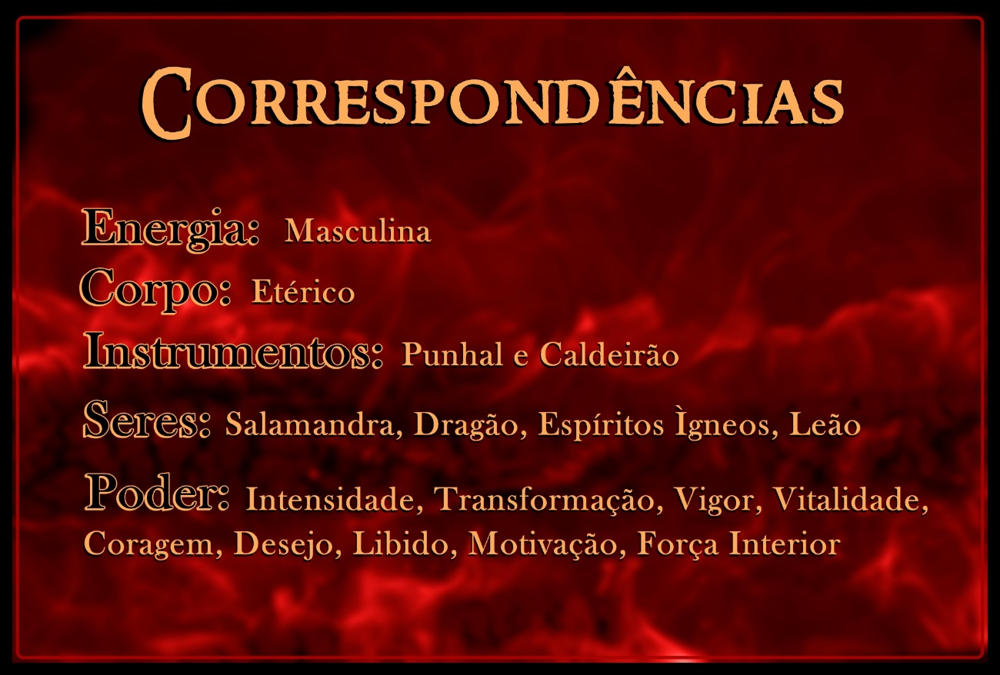 Correspondências
Energia: Masculina
Corpo: Etérico
Instrumentos: Punhal e Caldeirão
Seres: Salamandra, Dragão, Espíritos Ìgneos, Leão
Poder: Intensidade, Transformação, Vigor, Vitalidade,
Coragem, Desejo, Libido, Motivação, Força Interior